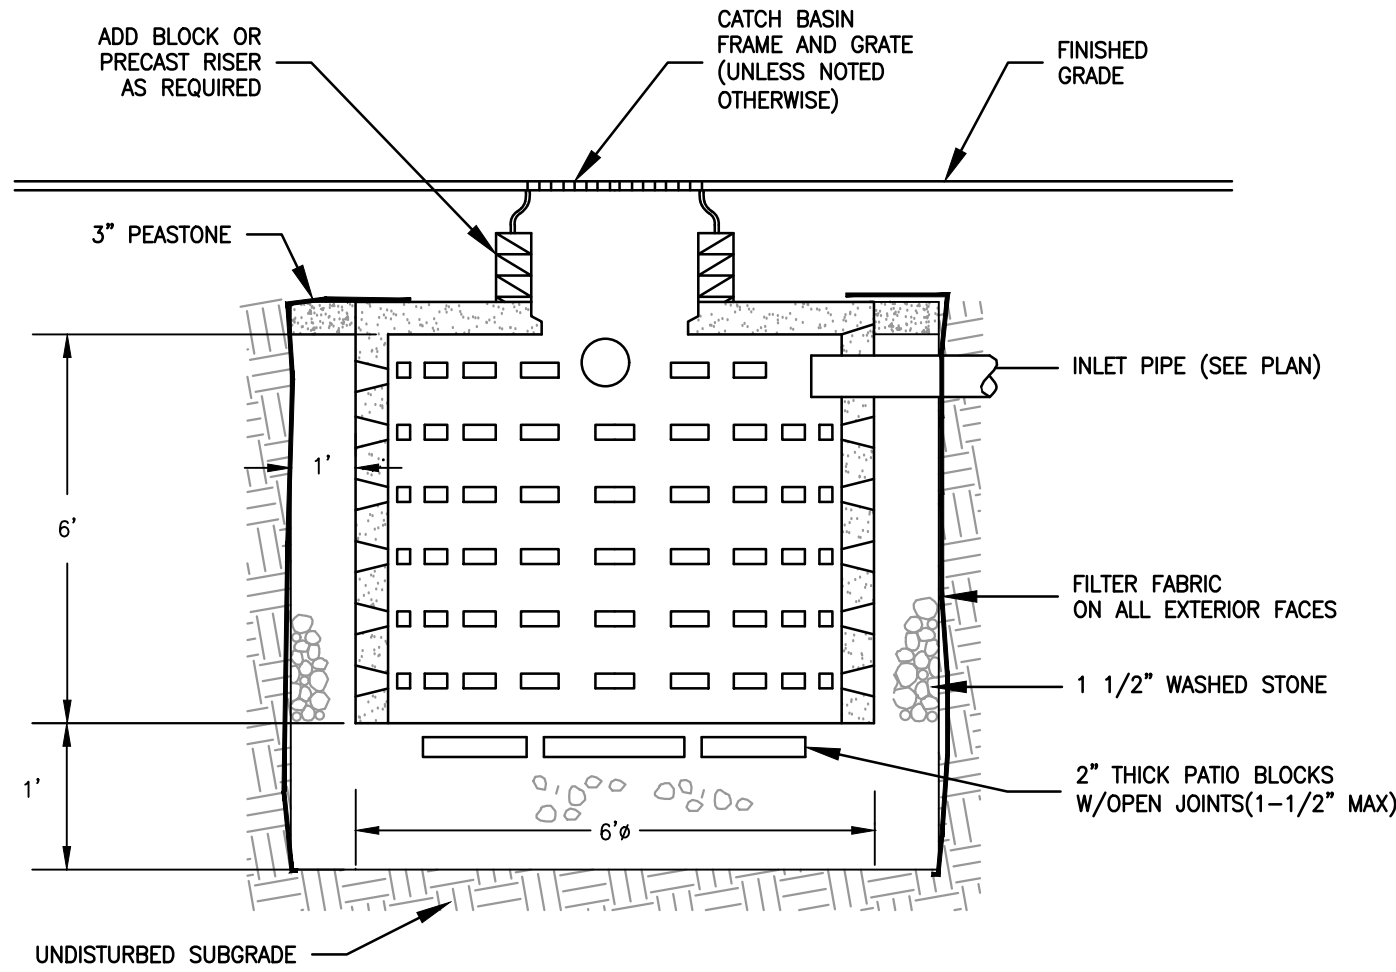 ADD BLOCK OR
PRECAST RISER
AS REQUIRED
CATCH BASIN
FRAME AND GRATE
(UNLESS NOTED
OTHERWISE)
FINISHED
GRADE
3” PEASTONE
INLET PIPE (SEE PLAN)
1'
6'
FILTER FABRIC
ON ALL EXTERIOR FACES
1 1/2” WASHED STONE
2” THICK PATIO BLOCKS
W/OPEN JOINTS(1-1/2” MAX)
1'
6'ø
UNDISTURBED SUBGRADE